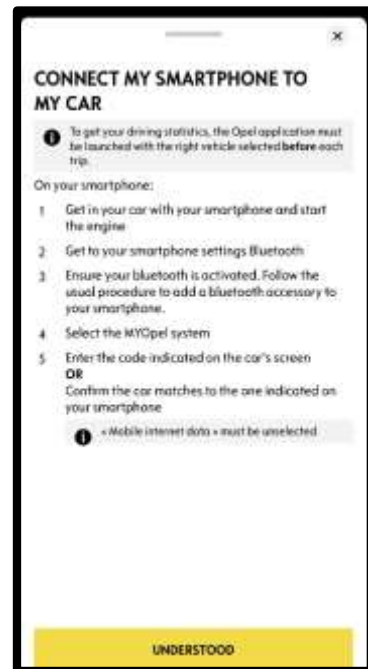 CONNECT MY SMARTPHONE TO
MY CAR
To get your driving statistics, the Opel application must
be launched with the right vehicle selected before each
trip.
On your smartphone:
1 Get in your car with your smartphone and start
the engine
2 Get to your smartphone settings Bluetooth
3 Ensure your bluetooth is activated. Follow the
usual procedure to add a bluetooth accessory to
your smartphone.
4 Select the MYOpel system
5 Enter the code indicated on the car's screen
OR
Confirm the car matches to the one indicated on
your smartphone
« Mobile internet data » must be unselected
UNDERSTOOD